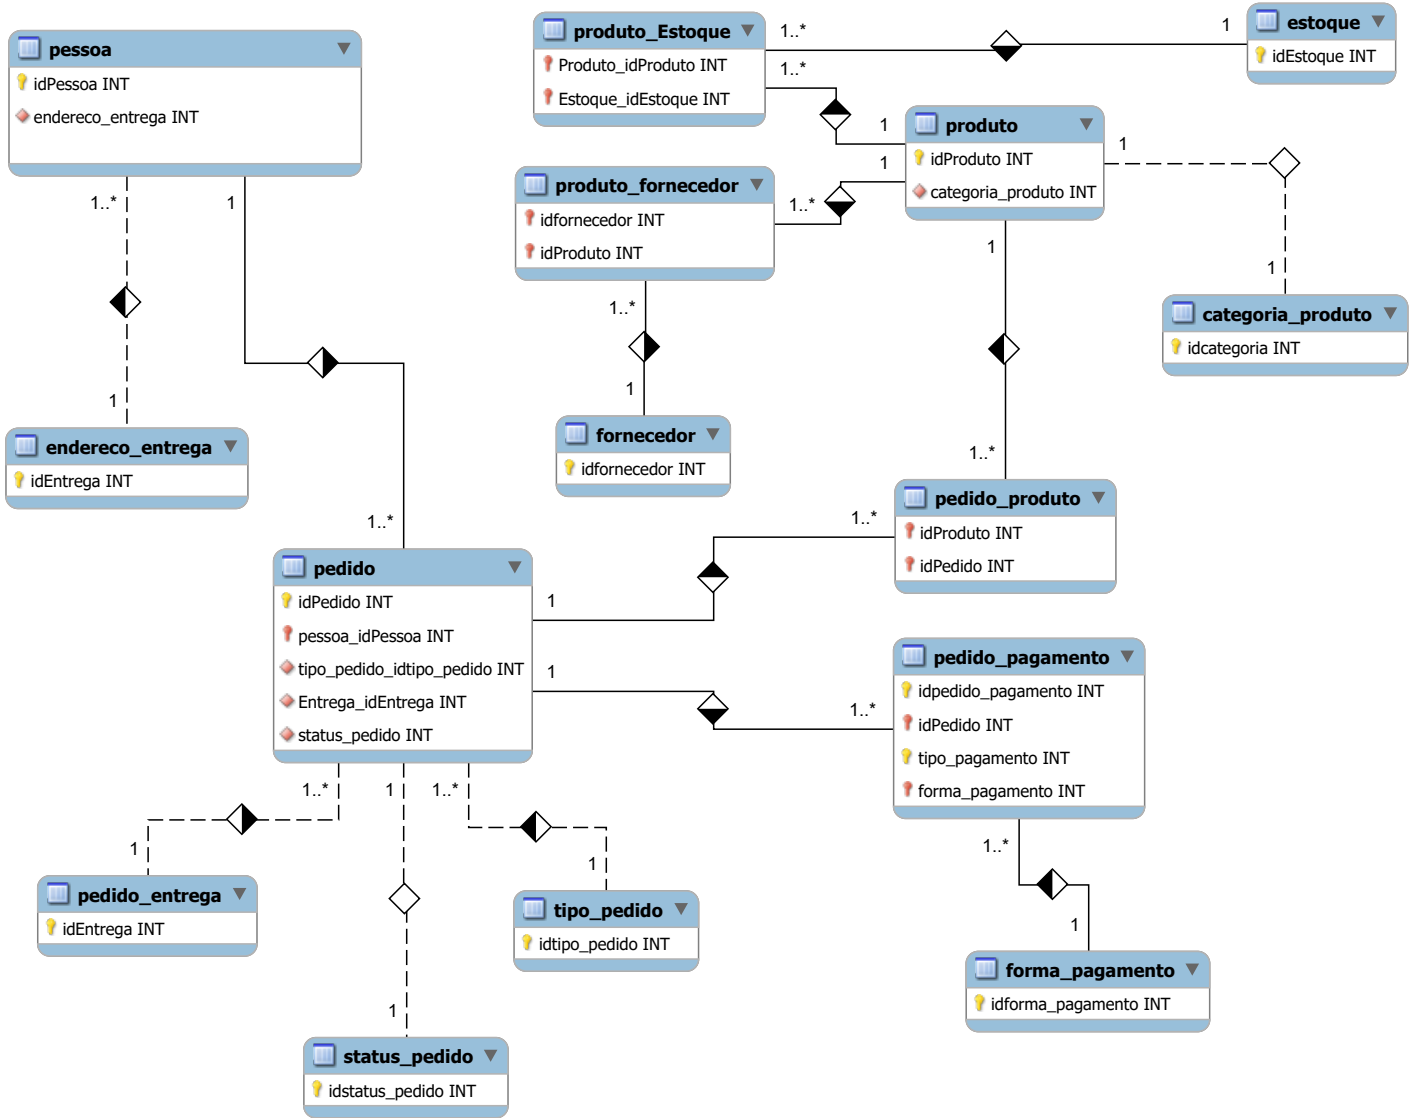 pessoa
idPessoa INT
endereco_entrega INT
produto_Estoque
Produto_idProduto INT
Estoque_idEstoque INT
1..*
1
estoque
idEstoque INT
1..*
1
produto
idProduto INT
categoria_produto INT
1
1
produto_fornecedor
idfornecedor INT
idProduto INT
1..*
1..*
1
1..*
1
1
1
categoria_produto
idcategoria INT
1
1
fornecedor
idfornecedor INT
endereco_entrega
idEntrega INT
1..*
pedido_produto
idProduto INT
idPedido INT
1..*
1..*
pedido
idPedido INT
pessoa_idPessoa INT
tipo_pedido_idtipo_pedido INT
Entrega_idEntrega INT
status_pedido INT
1
1
1..*
pedido_pagamento
idpedido_pagamento INT
idPedido INT
tipo_pagamento INT
forma_pagamento INT
1..*
1
1..*
1..*
1
1
1
pedido_entrega
idEntrega INT
tipo_pedido
idtipo_pedido INT
forma_pagamento
idforma_pagamento INT
1
status_pedido
idstatus_pedido INT